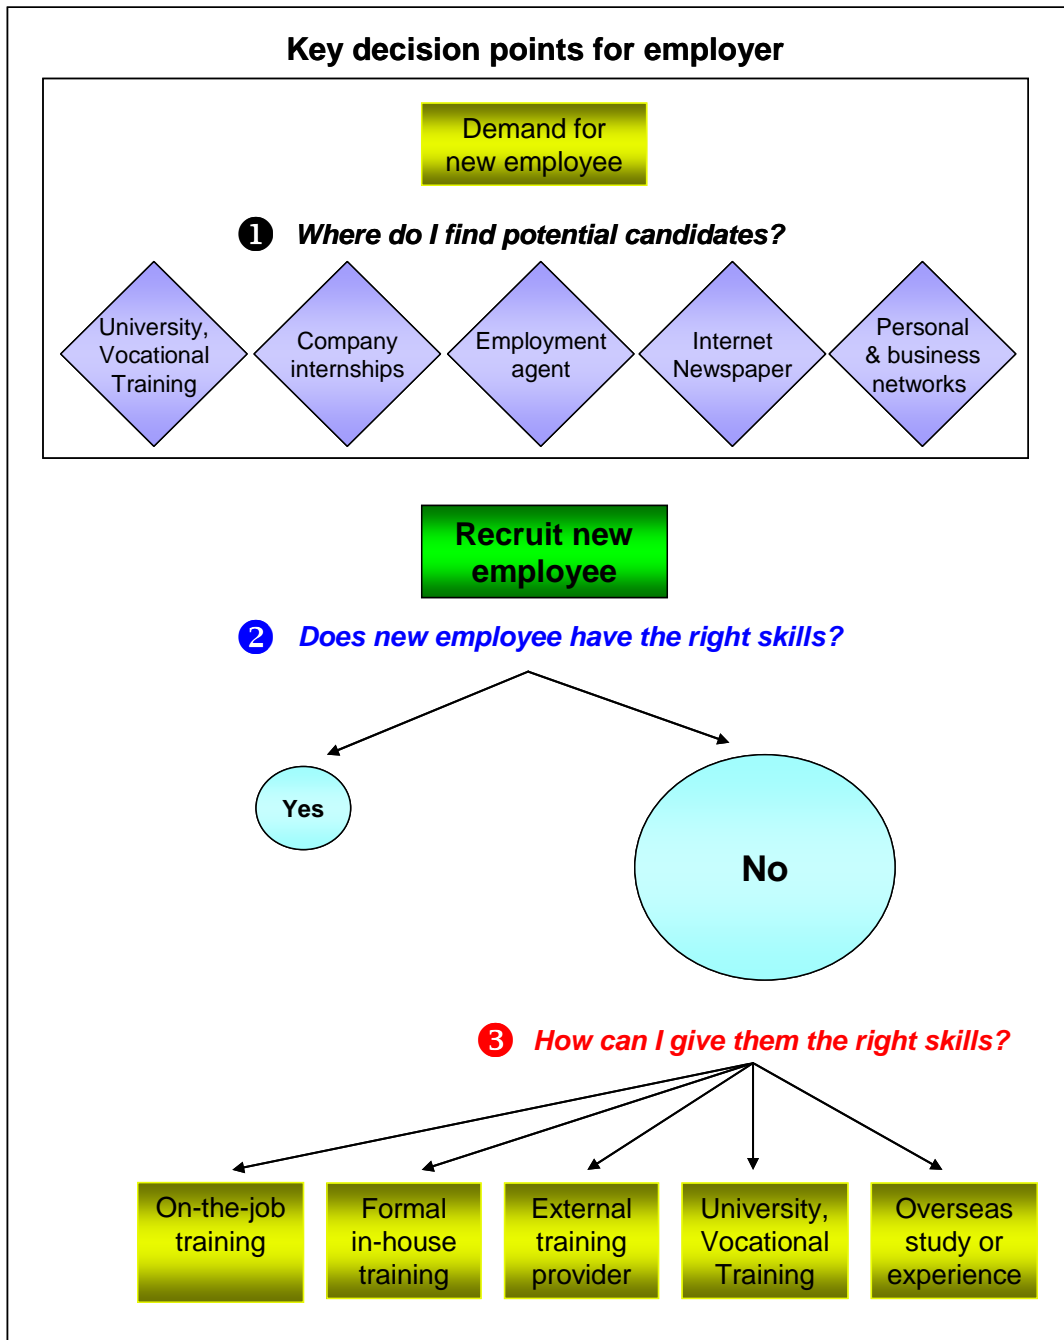 Key decision points for employer
Demand for
new employee
1 Where do I find potential candidates?
University,
Vocational
Training
Company
internships
Employment
agent
Internet
Newspaper
Personal
& business
networks
Recruit new
employee
2 Does new employee have the right skills?
Yes
No
3 How can I give them the right skills?
On-the-job
training
Formal
in-house
training
External
training
provider
University,
Vocational
Training
Overseas
study or
experience